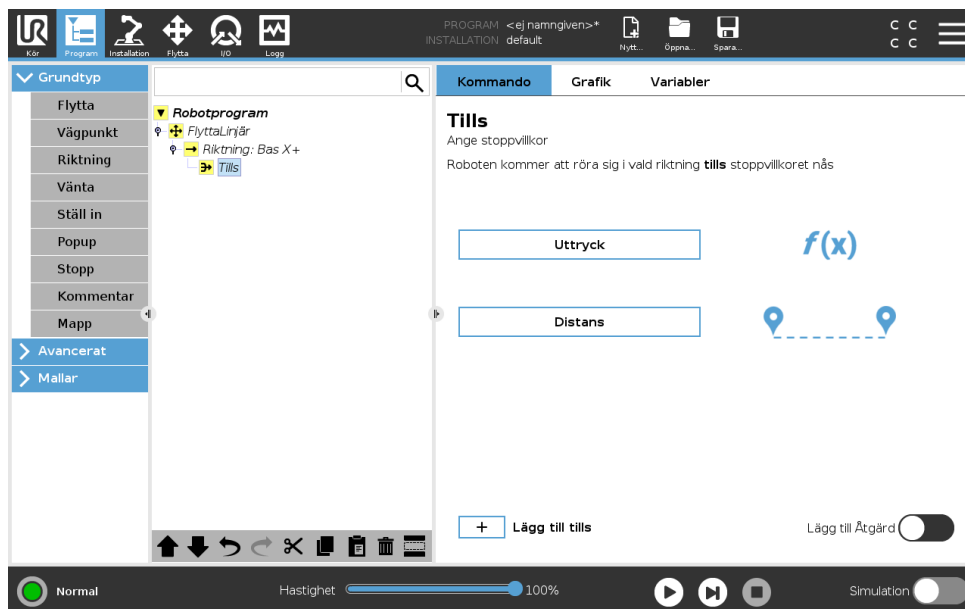 PROGRAM <ej namngiven>*
INSTALLATION default
Kör Program Installation Flytta I/O Logg Nytt... Öppna... Spara...
C C
C C
Grundtyp
Flytta
Vägpunkt
Riktning
Vänta
Ställ in
Popup
Stopp
Kommentar
Mapp
Avancerat
Mallar
Robotprogram
FlyttaLinjär
Riktning: Bas X+
Tills
Kommando Grafik Variabler
Tills
Ange stoppvillkor
Roboten kommer att röra sig i vald riktning tills stoppvillkoret nås
Uttryck f(x)
Distans
+ Lägg till tills Lägg till Åtgärd
Normal Hastighet 100% Simulation